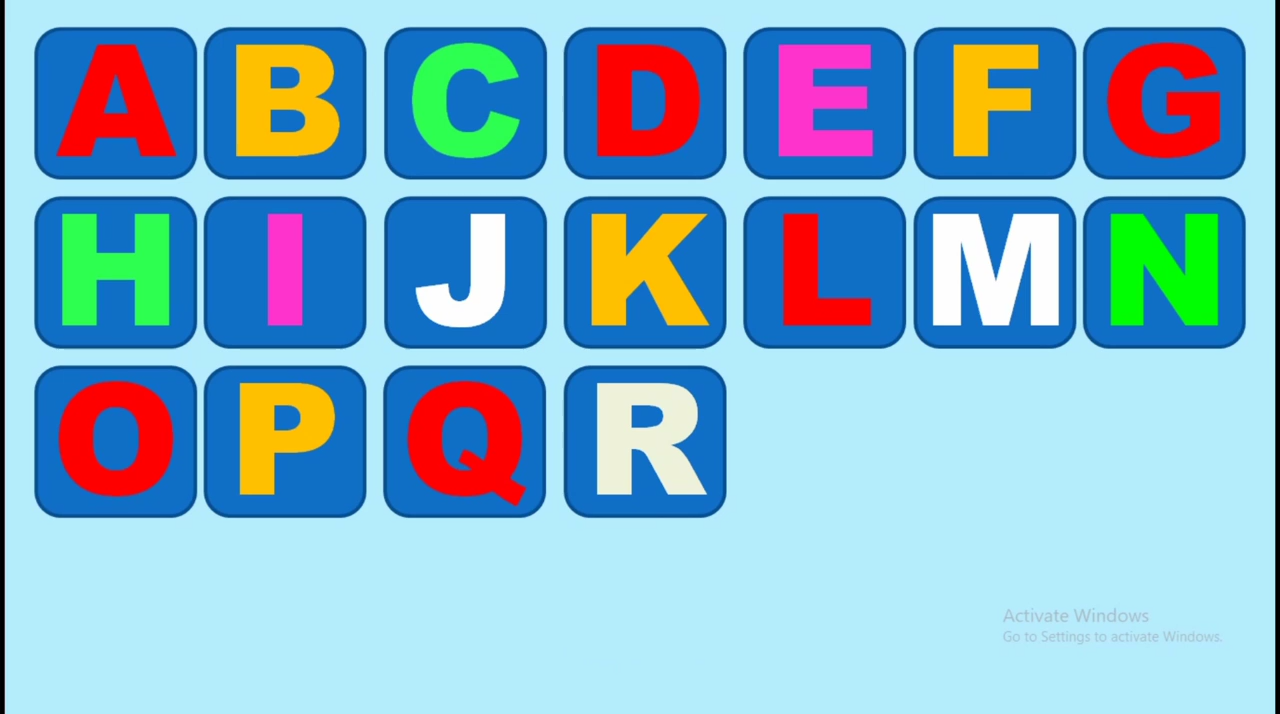 A B C D E F G
H I J K L M N
O P Q R
Activate Windows
Go to Settings to activate Windows.